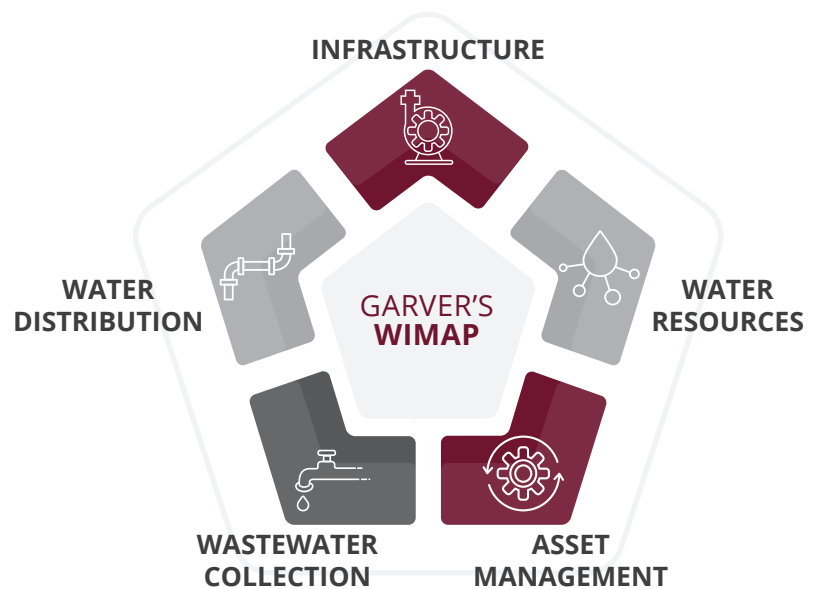 INFRASTRUCTURE
WATER
DISTRIBUTION
GARVER’S
WIMAP
WATER
RESOURCES
WASTEWATER
COLLECTION
ASSET
MANAGEMENT